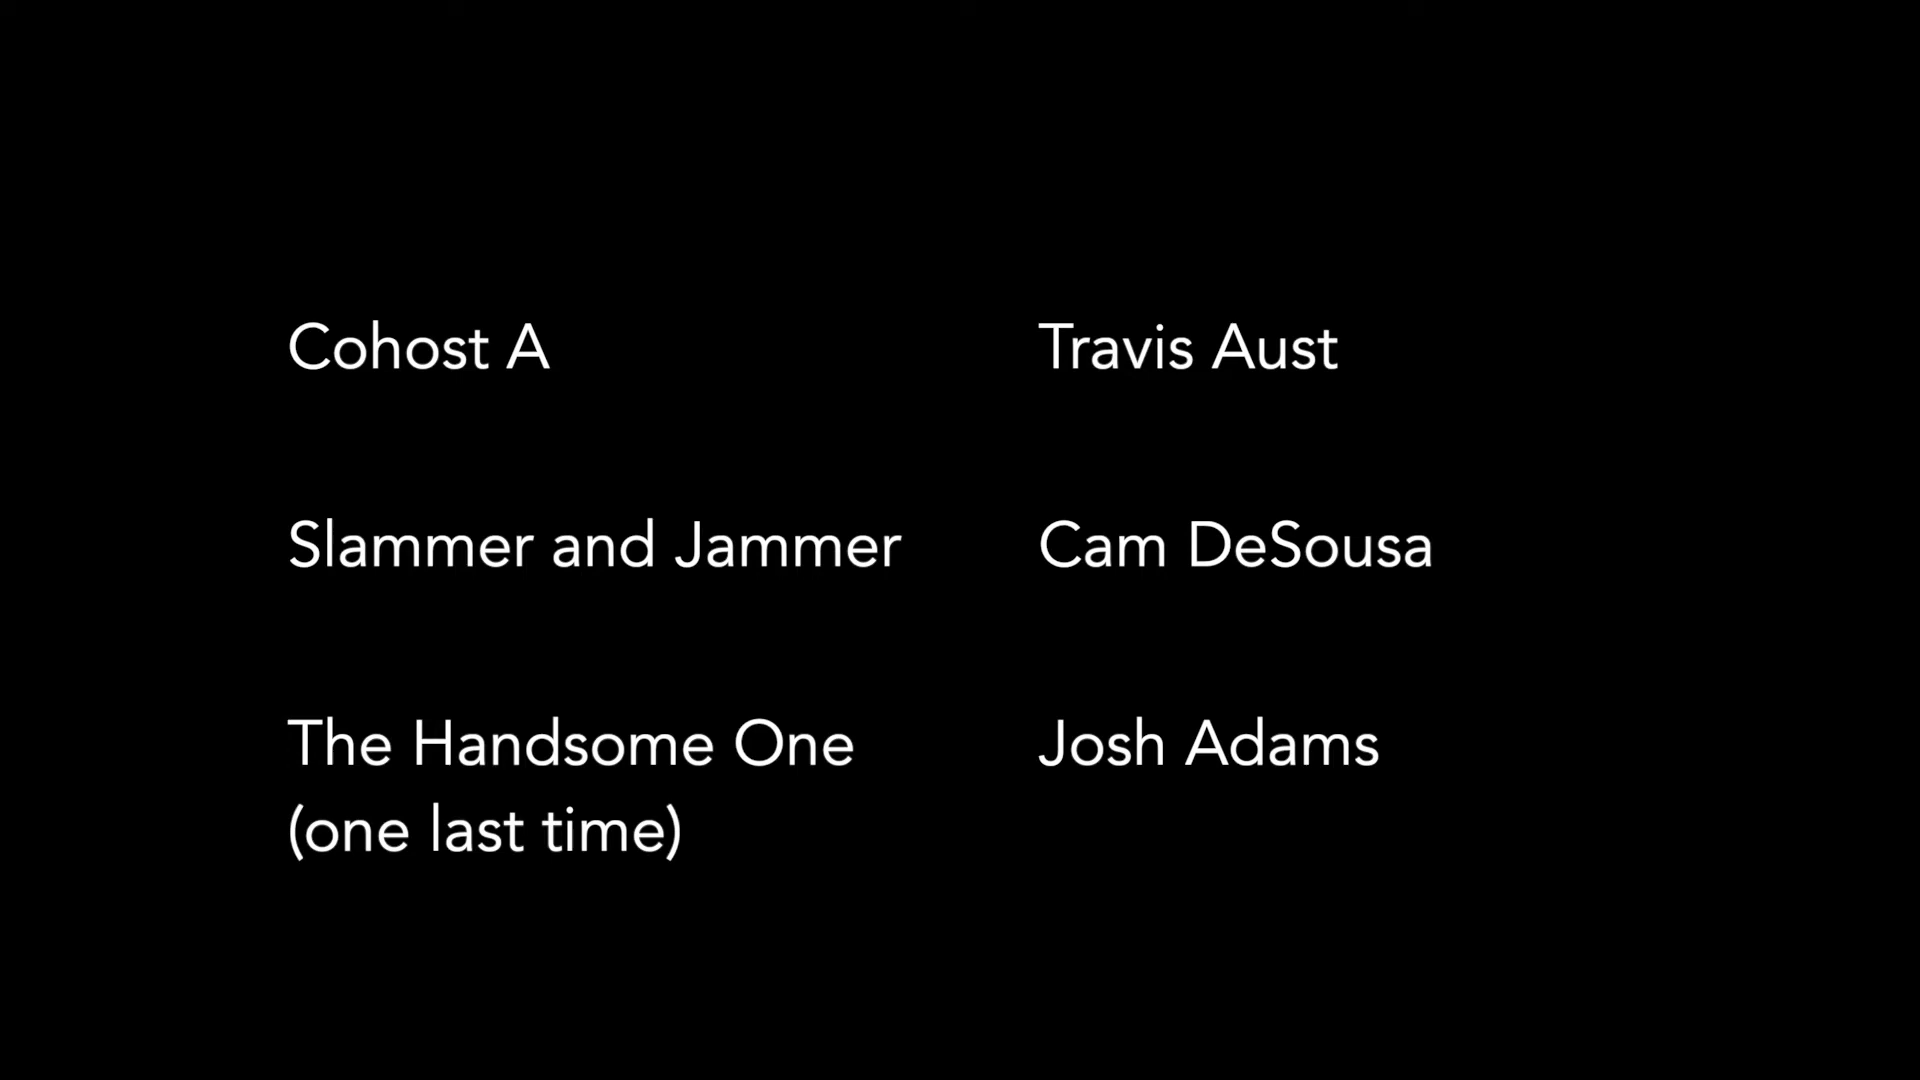 Cohost A Travis Aust
Slammer and Jammer Cam DeSousa
The Handsome One Josh Adams
(one last time)